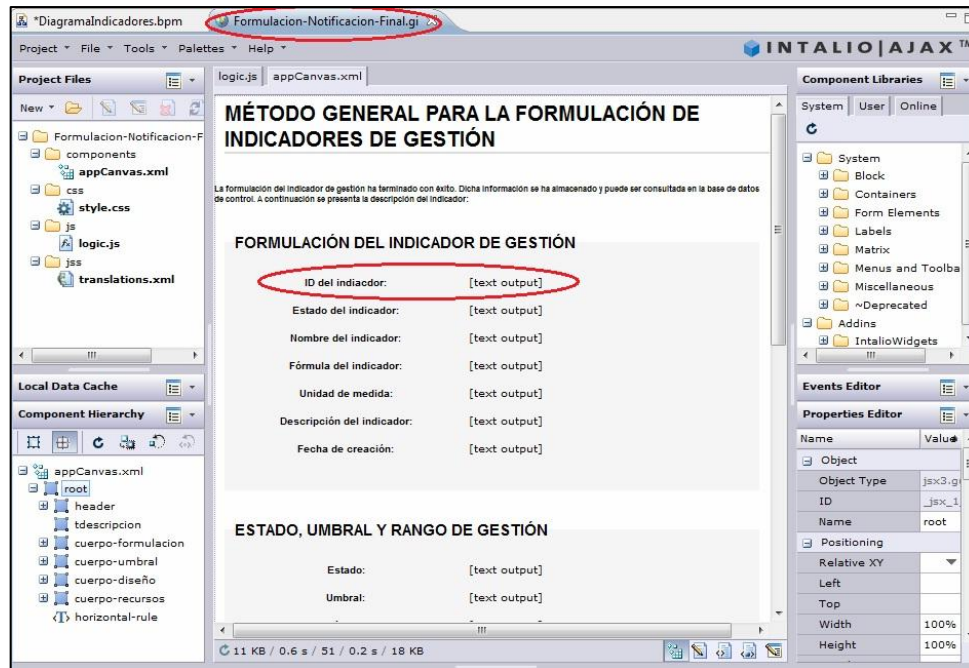 *DiagramaIndicadores.bpm
Formulacion-Notificacion-Final.gi
Project File Tools Palettes Help
INTALIO|AJAX TM
Project Files
New
Formulacion-Notificacion-F
components
appCanvas.xml
css
style.css
js
logic.js
jss
translations.xml
Local Data Cache
Component Hierarchy
appCanvas.xml
root
header
tdescripcion
cuerpo-formulacion
cuerpo-umbral
cuerpo-diseño
cuerpo-recursos
horizontal-rule
logic.js
appCanvas.xml
MÉTODO GENERAL PARA LA FORMULACIÓN DE
INDICADORES DE GESTIÓN
La formulación del indicador de gestión ha terminado con éxito. Dicha información se ha almacenado y puede ser consultada en la base de datos
de control. A continuación se presenta la descripción del indicador:
FORMULACIÓN DEL INDICADOR DE GESTIÓN
ID del indiacdor: [text output]
Estado del indicador: [text output]
Nombre del indicador: [text output]
Fórmula del indicador: [text output]
Unidad de medida: [text output]
Descripción del indicador: [text output]
Fecha de creación: [text output]
ESTADO, UMBRAL Y RANGO DE GESTIÓN
Estado: [text output]
Umbral: [text output]
11 KB / 0.6 s / 51 / 0.2 s / 18 KB
Component Libraries
System User Online
System
Block
Containers
Form Elements
Labels
Matrix
Menus and Toolba
Miscellaneous
~Deprecated
Addins
IntalioWidgets
Events Editor
Properties Editor
Name Value
Object
Object Type jsx3.g
ID _jsx_1
Name root
Positioning
Relative XY
Left
Top
Width 100%
Height 100%